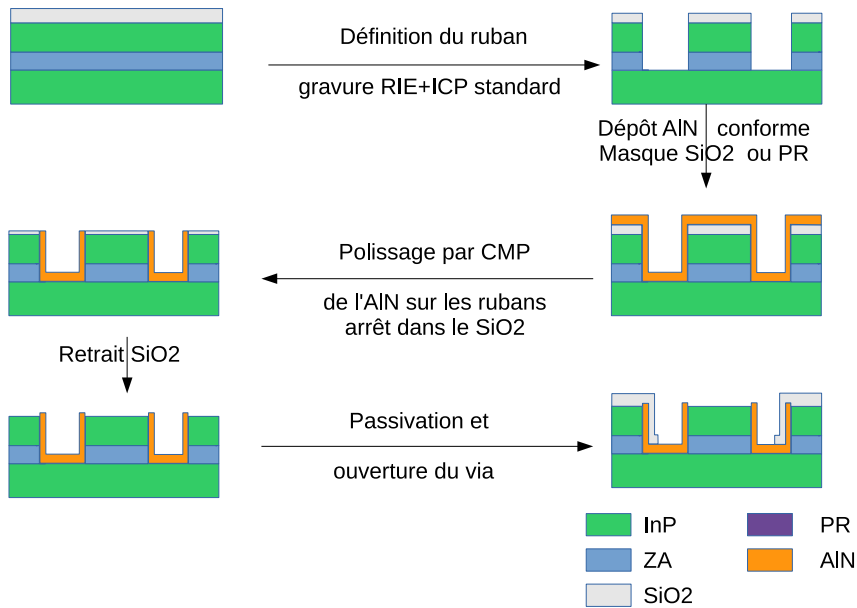 Définition du ruban
gravure RIE+ICP standard
Dépôt AlN conforme
Masque SiO2 ou PR
Polissage par CMP
de l'AlN sur les rubans
arrêt dans le SiO2
Retrait SiO2
Passivation et
ouverture du via
InP
PR
ZA
AlN
SiO2